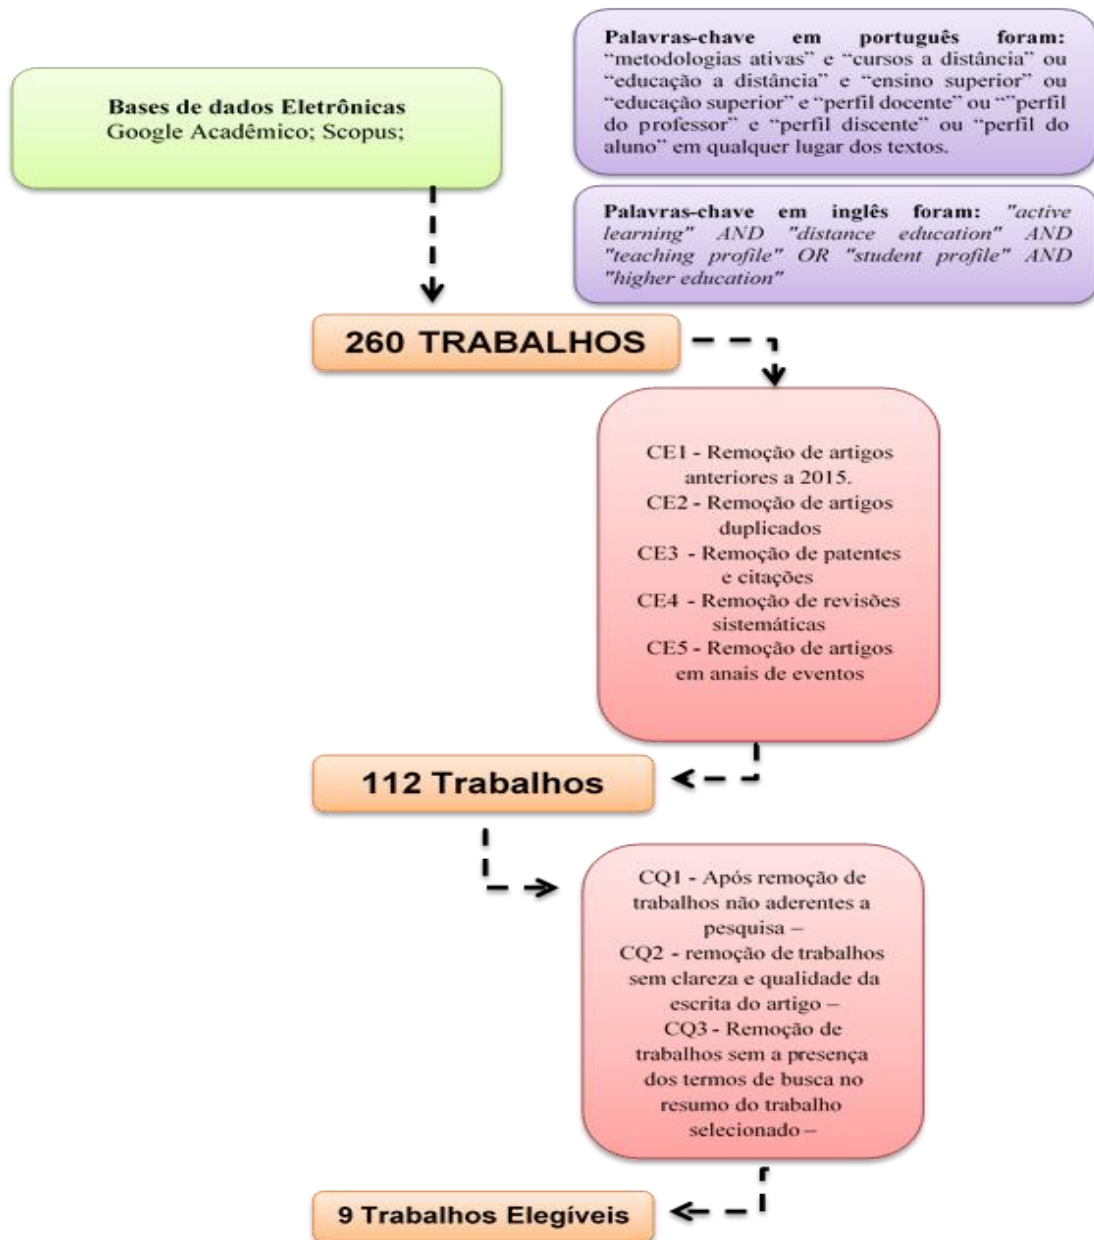 Bases de dados Eletrônicas
Google Acadêmico; Scopus;
Palavras-chave em português foram:
“metodologias ativas” e “cursos a distância” ou
“educação a distância” e “ensino superior” ou
“educação superior” e “perfil docente” ou “”perfil
do professor” e “perfil discente” ou “perfil do
aluno” em qualquer lugar dos textos.
Palavras-chave em inglês foram: "active
learning" AND "distance education" AND
"teaching profile" OR "student profile" AND
"higher education"
260 TRABALHOS
CE1 - Remoção de artigos
anteriores a 2015.
CE2 - Remoção de artigos
duplicados
CE3 - Remoção de patentes
e citações
CE4 - Remoção de revisões
sistemáticas
CE5 - Remoção de artigos
em anais de eventos
112 Trabalhos
CQ1 - Após remoção de
trabalhos não aderentes a
pesquisa –
CQ2 - remoção de trabalhos
sem clareza e qualidade da
escrita do artigo –
CQ3 - Remoção de
trabalhos sem a presença
dos termos de busca no
resumo do trabalho
selecionado –
9 Trabalhos Elegíveis